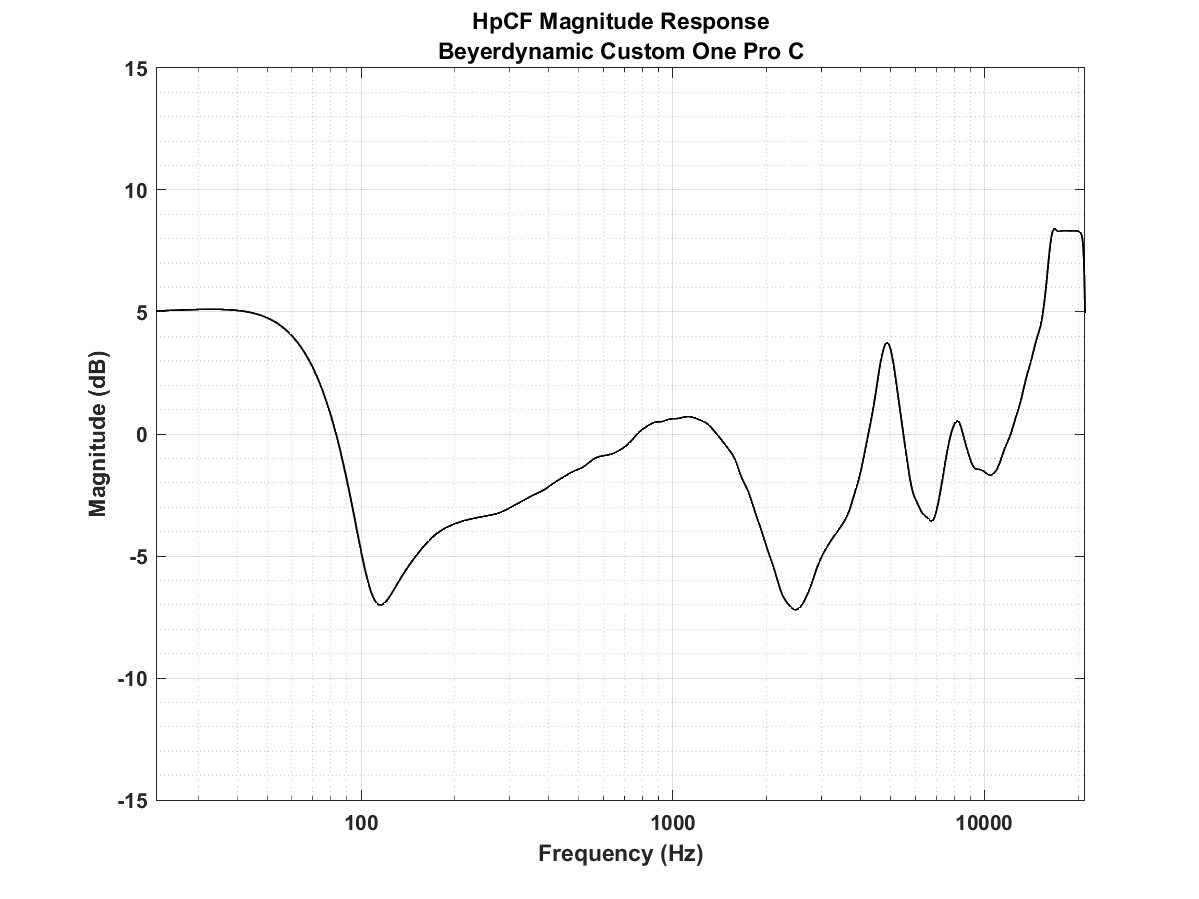 HpCF Magnitude Response
Beyerdynamic Custom One Pro C
15
10
5
0
-5
-10
-15
Magnitude (dB)
100
1000
10000
Frequency (Hz)